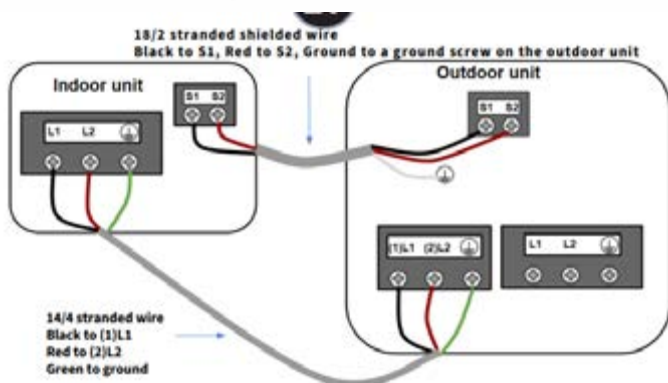 18/2 stranded shielded wire
Black to S1, Red to S2, Ground to a ground screw on the outdoor unit
Indoor unit
Outdoor unit
S1 S2
S1 S2
L1 L2
(1)L1 (2)L2
L1 L2
14/4 stranded wire
Black to (1)L1
Red to (2)L2
Green to ground